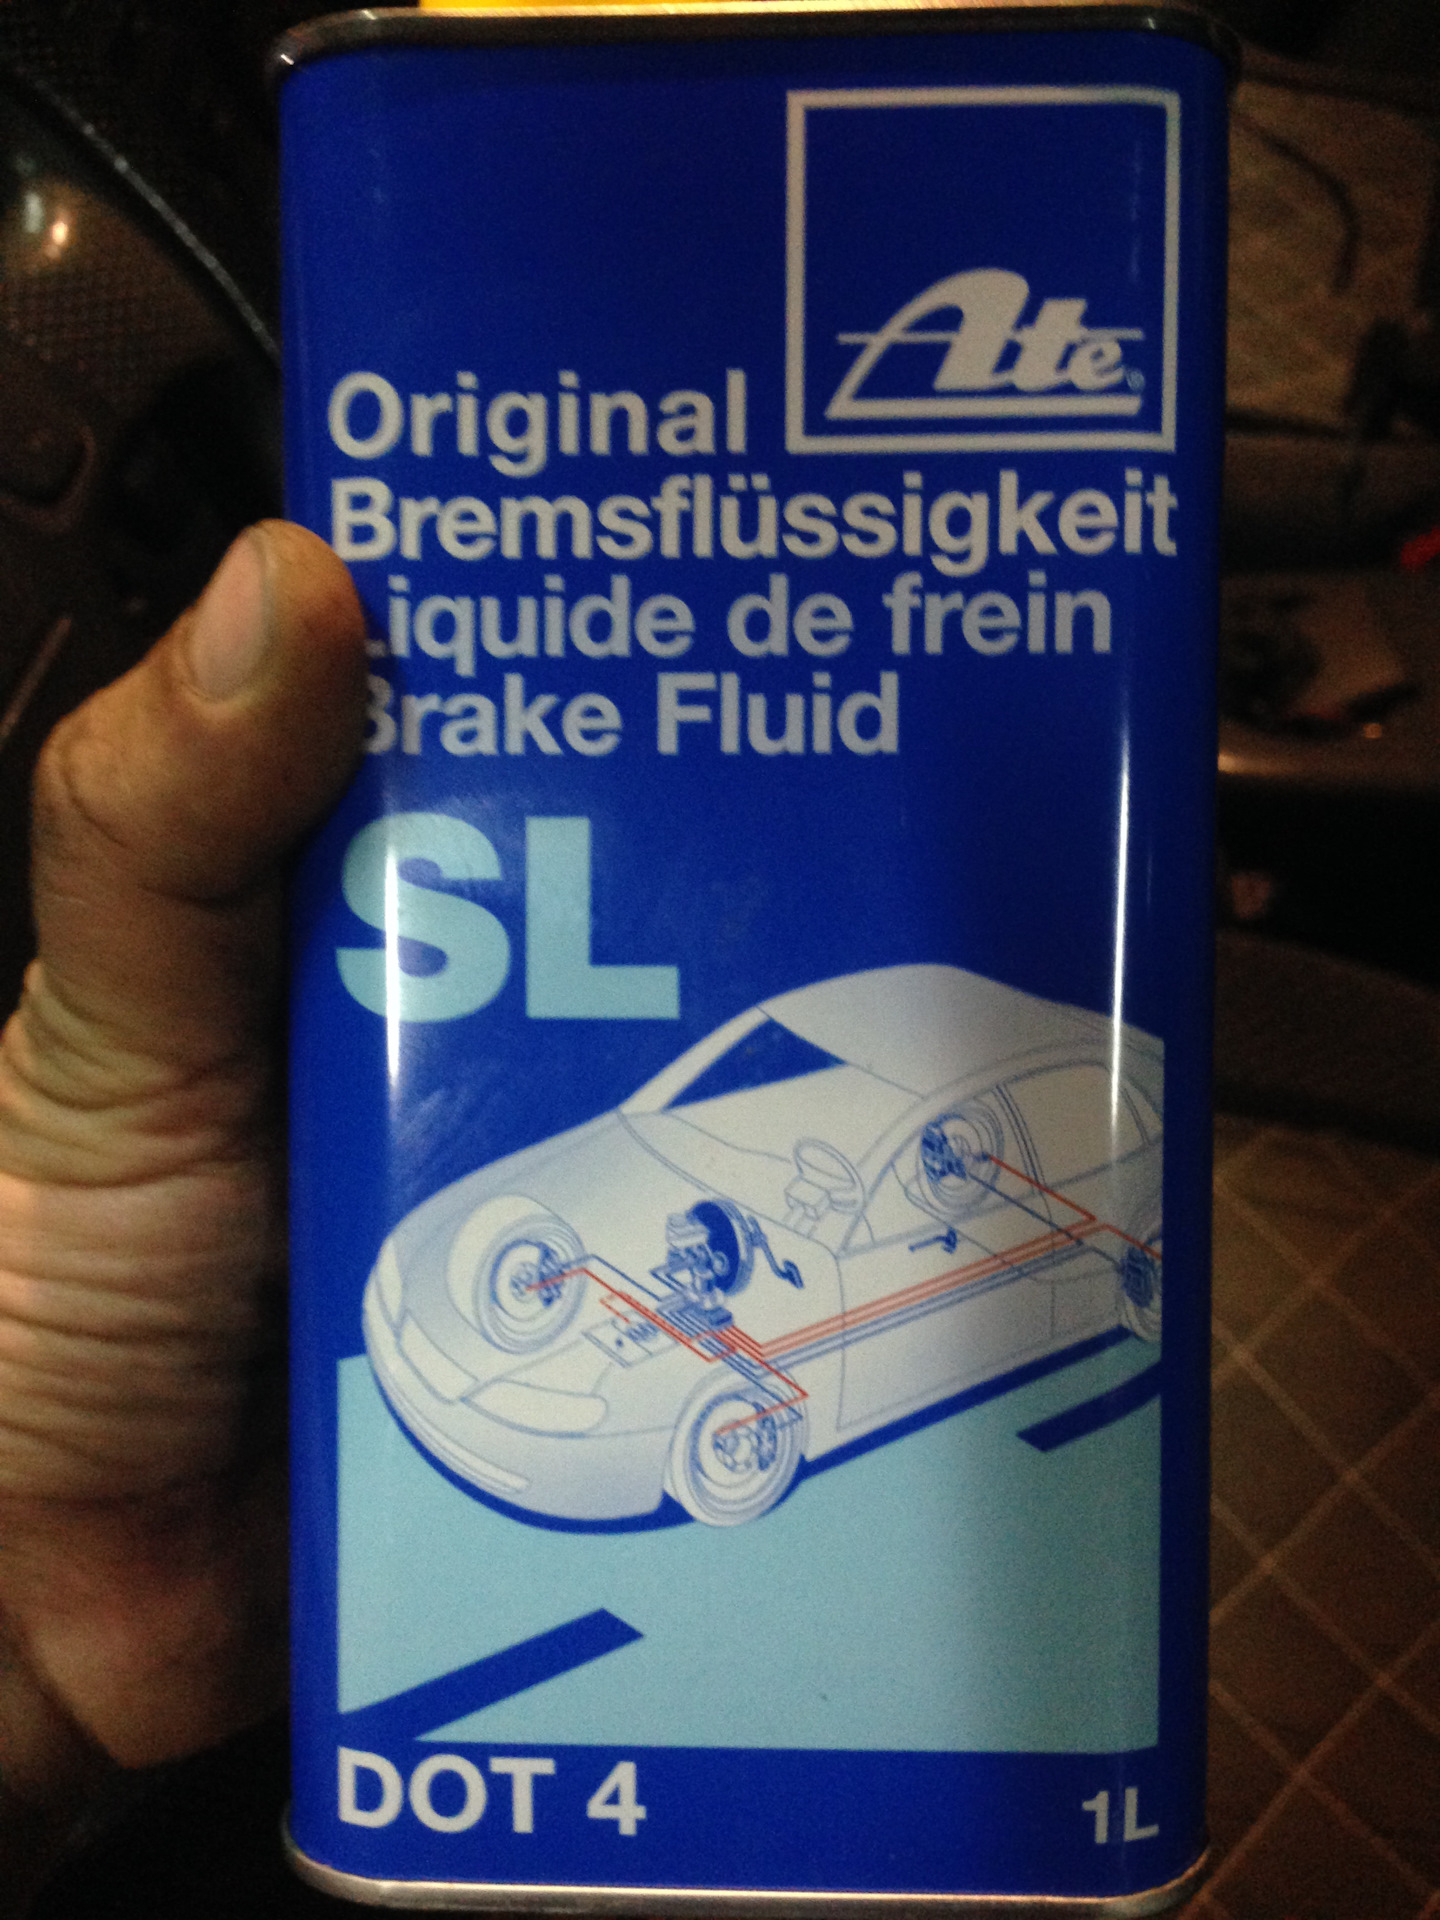 Ate
Original
Bremsflüssigkeit
Liquide de frein
Brake Fluid
SL
DOT 4
1L